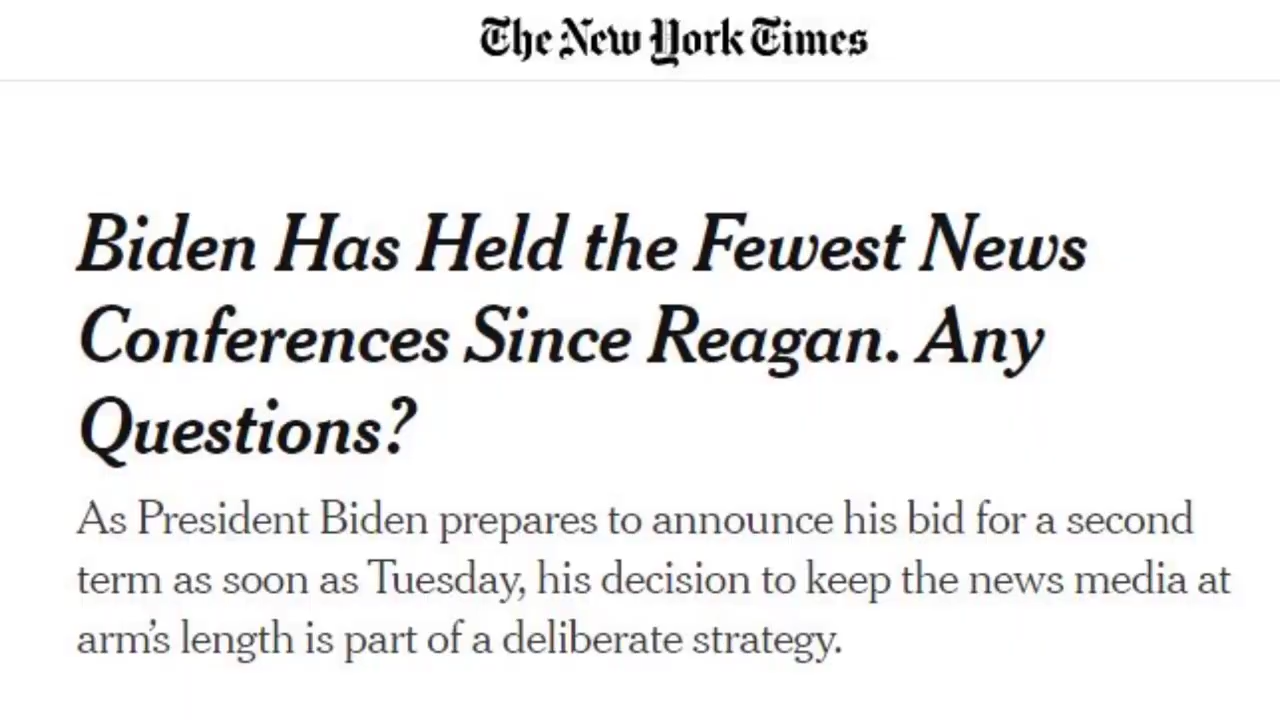 The New York Times
Biden Has Held the Fewest News
Conferences Since Reagan. Any
Questions?
As President Biden prepares to announce his bid for a second
term as soon as Tuesday, his decision to keep the news media at
arm’s length is part of a deliberate strategy.